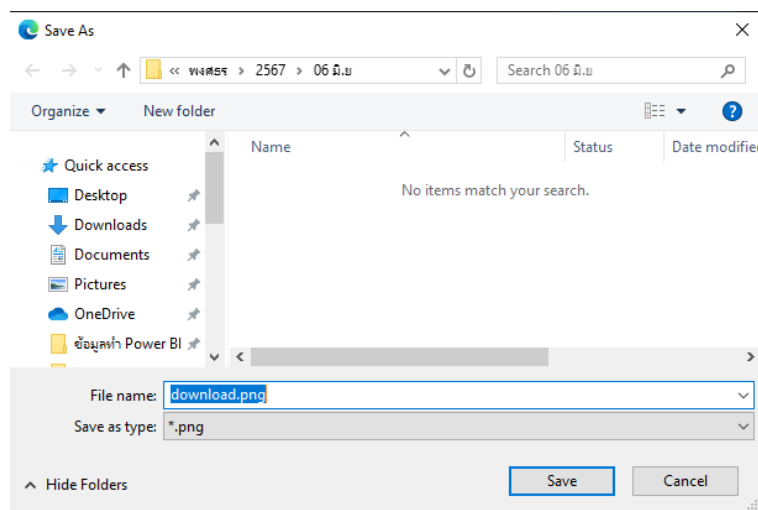 Save As
« พงศธร > 2567 > 06 มิ.ย
Search 06 มิ.ย
Organize
New folder
?
Name
Status
Date modifie
Quick access
No items match your search.
Desktop
Downloads
Documents
Pictures
OneDrive
ข้อมูลทำ Power BI
File name: download.png
Save as type: *.png
Hide Folders
Save
Cancel